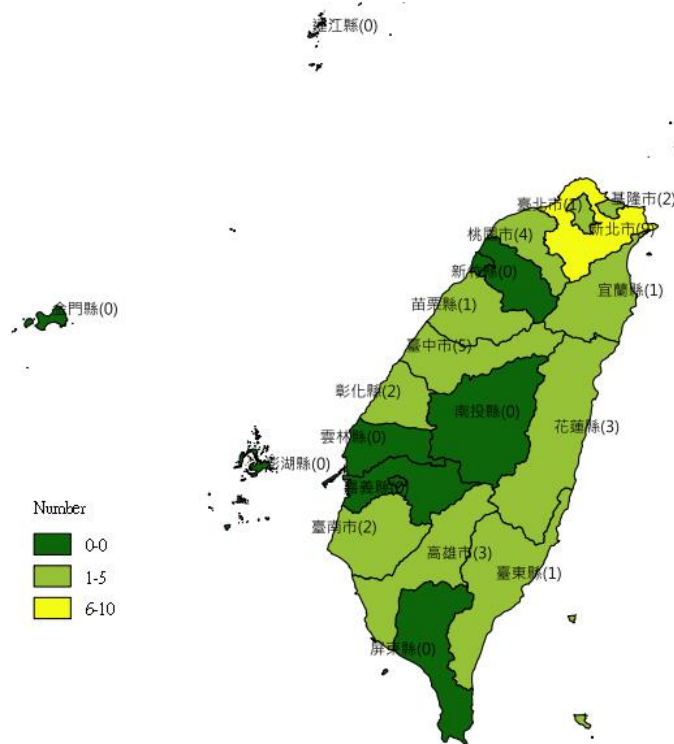 連江縣(0)
臺北市(1)
基隆市(2)
新北市(9)
桃園市(4)
新竹縣(0)
宜蘭縣(1)
苗栗縣(1)
金門縣(0)
臺中市(5)
彰化縣(2)
南投縣(0)
花蓮縣(3)
雲林縣(0)
澎湖縣(0)
嘉義縣(0)
臺南市(2)
高雄市(3)
臺東縣(1)
屏東縣(0)
Number
0-0
1-5
6-10